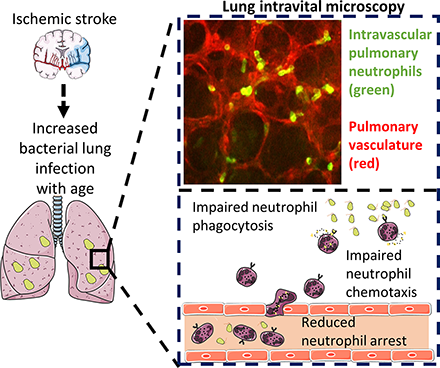 Ischemic stroke
Increased
bacterial lung
infection
with age
Lung intravital microscopy
Intravascular
pulmonary
neutrophils
(green)
Pulmonary
vasculature
(red)
Impaired neutrophil
phagocytosis
Impaired
neutrophil
chemotaxis
Reduced
neutrophil arrest